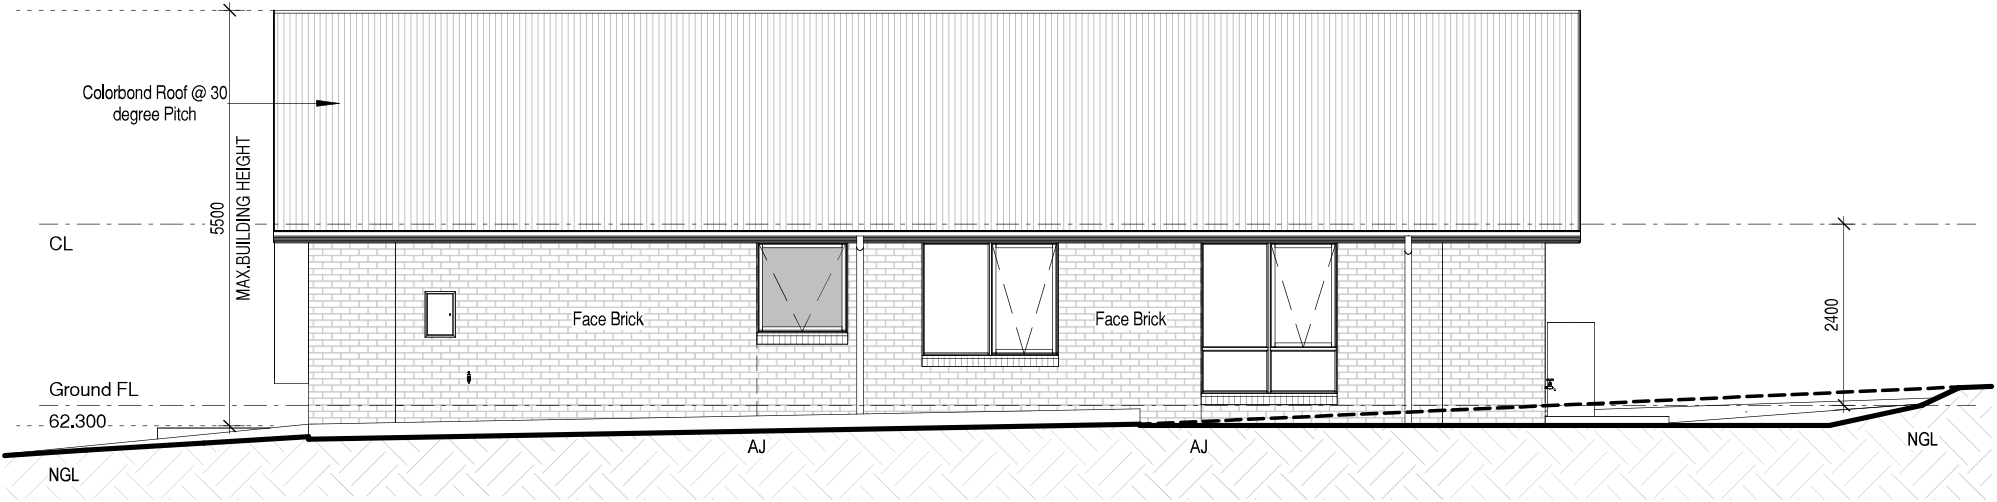 Colorbond Roof @ 30
degree Pitch
MAX.BUILDING HEIGHT
5500
CL
2400
Face Brick
Face Brick
Ground FL
62.300
AJ
AJ
NGL
NGL